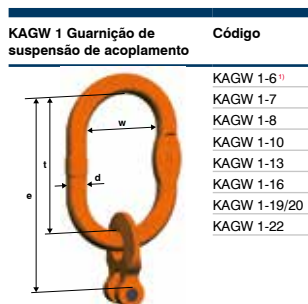 KAGW 1 Guarnição de
suspensão de acoplamento
Código
KAGW 1-6 1)
KAGW 1-7
KAGW 1-8
KAGW 1-10
KAGW 1-13
KAGW 1-16
KAGW 1-19/20
KAGW 1-22
w
t
d
e